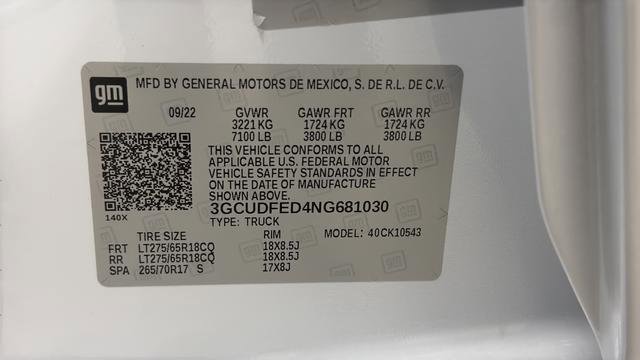 gm
MFD BY GENERAL MOTORS DE MEXICO, S. DE R.L. DE C.V.
09/22 GVWR GAWR FRT GAWR RR
3221 KG 1724 KG 1724 KG
7100 LB 3800 LB 3800 LB
THIS VEHICLE CONFORMS TO ALL
APPLICABLE U.S. FEDERAL MOTOR
VEHICLE SAFETY STANDARDS IN EFFECT
ON THE DATE OF MANUFACTURE
SHOWN ABOVE.
140X 3GCUDFED4NG681030
TYPE: TRUCK MODEL: 40CK10543
TIRE SIZE RIM
FRT LT275/65R18CQ 18X8.5J
RR LT275/65R18CQ 18X8.5J
SPA 265/70R17 S 17X8J